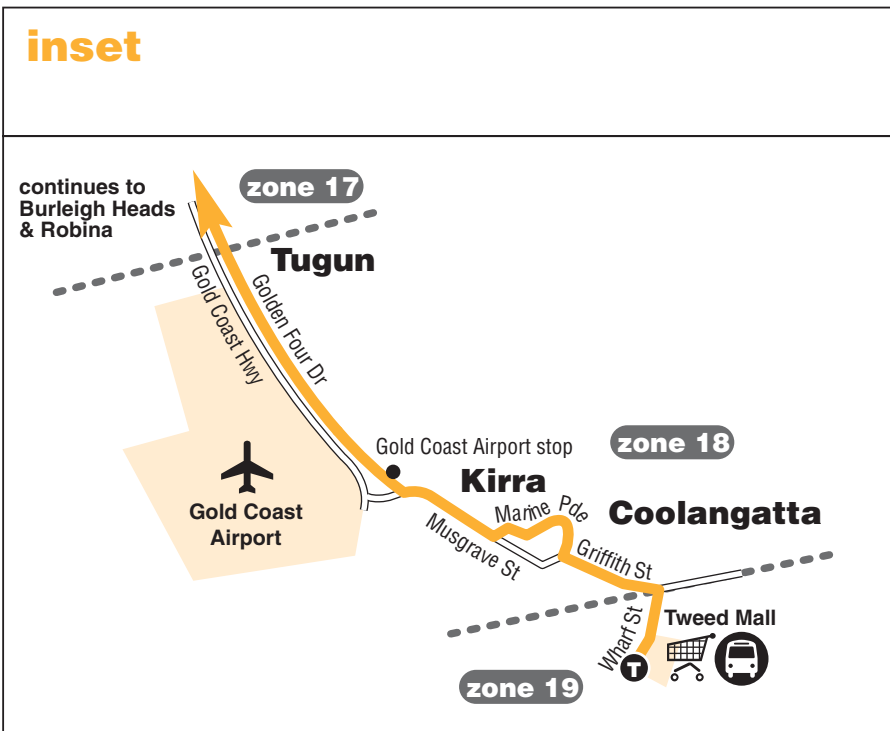 inset
continues to
Burleigh Heads
& Robina
zone 17
Tugun
Gold Coast Hwy
Golden Four Dr
Gold Coast Airport stop
zone 18
Kirra
Gold Coast
Airport
Marine Pde
Coolangatta
Musgrave St
Griffith St
Tweed Mall
Wharf St
T
zone 19